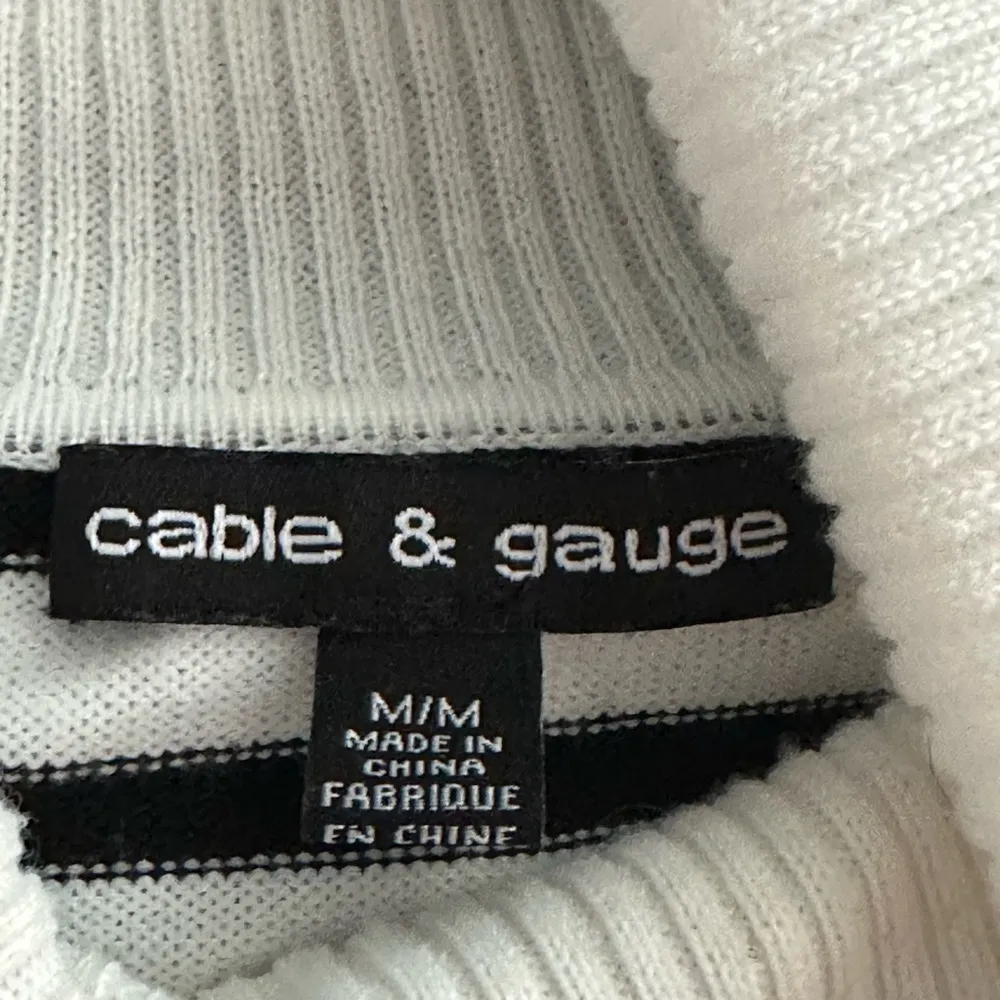 cable & gauge
M/M
MADE IN
CHINA
FABRIQUE
EN CHINE